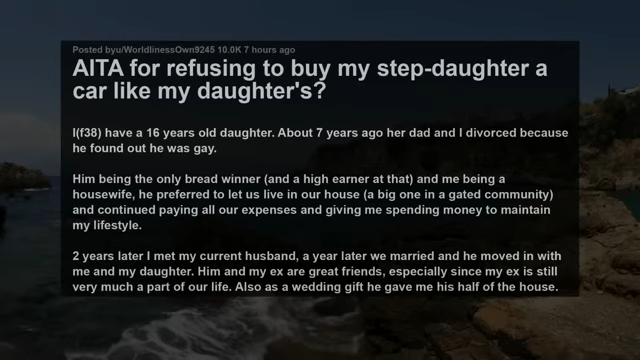 Posted byu/WorldlinessOwn9245 10.0K 7 hours ago
AITA for refusing to buy my step-daughter a
car like my daughter's?
I(f38) have a 16 years old daughter. About 7 years ago her dad and I divorced because
he found out he was gay.
Him being the only bread winner (and a high earner at that) and me being a
housewife, he preferred to let us live in our house (a big one in a gated community)
and continued paying all our expenses and giving me spending money to maintain
my lifestyle.
2 years later I met my current husband, a year later we married and he moved in with
me and my daughter. Him and my ex are great friends, especially since my ex is still
very much a part of our life. Also as a wedding gift he gave me his half of the house.